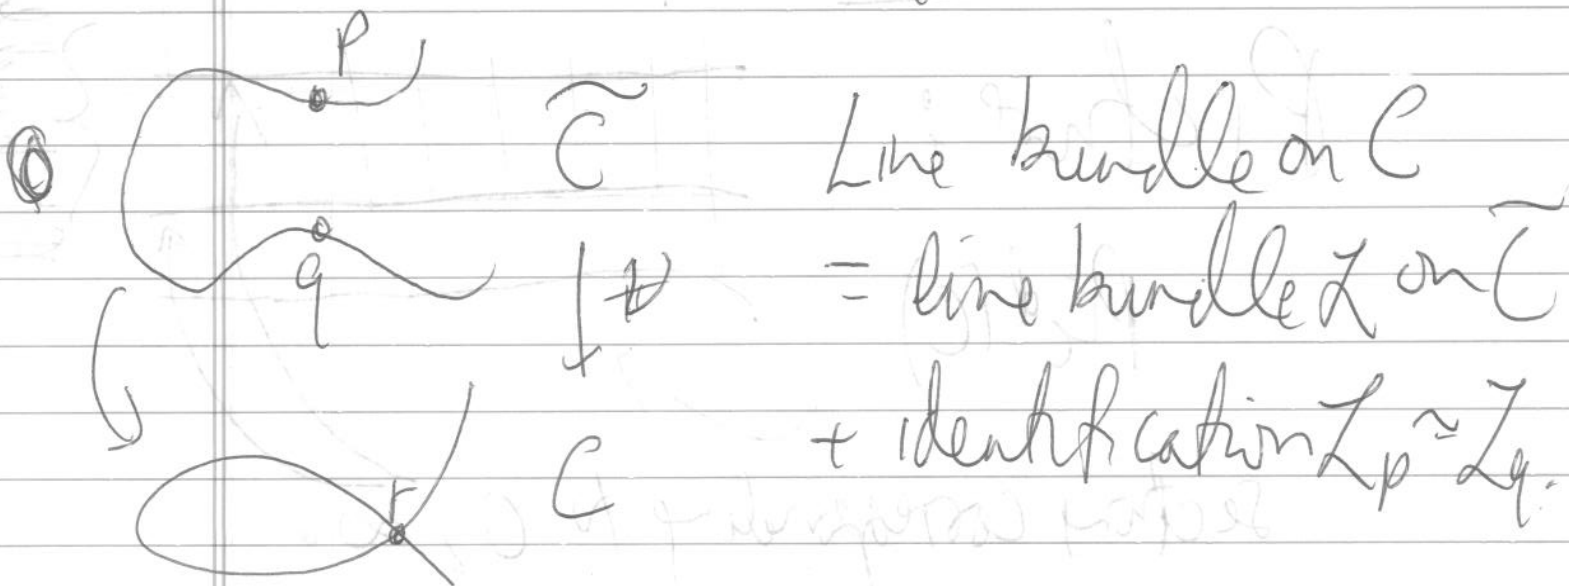 p
C̃ Line bundle on C
q
ν = line bundle L on C̃
+ identification L_p ≃ L_q.
r
C